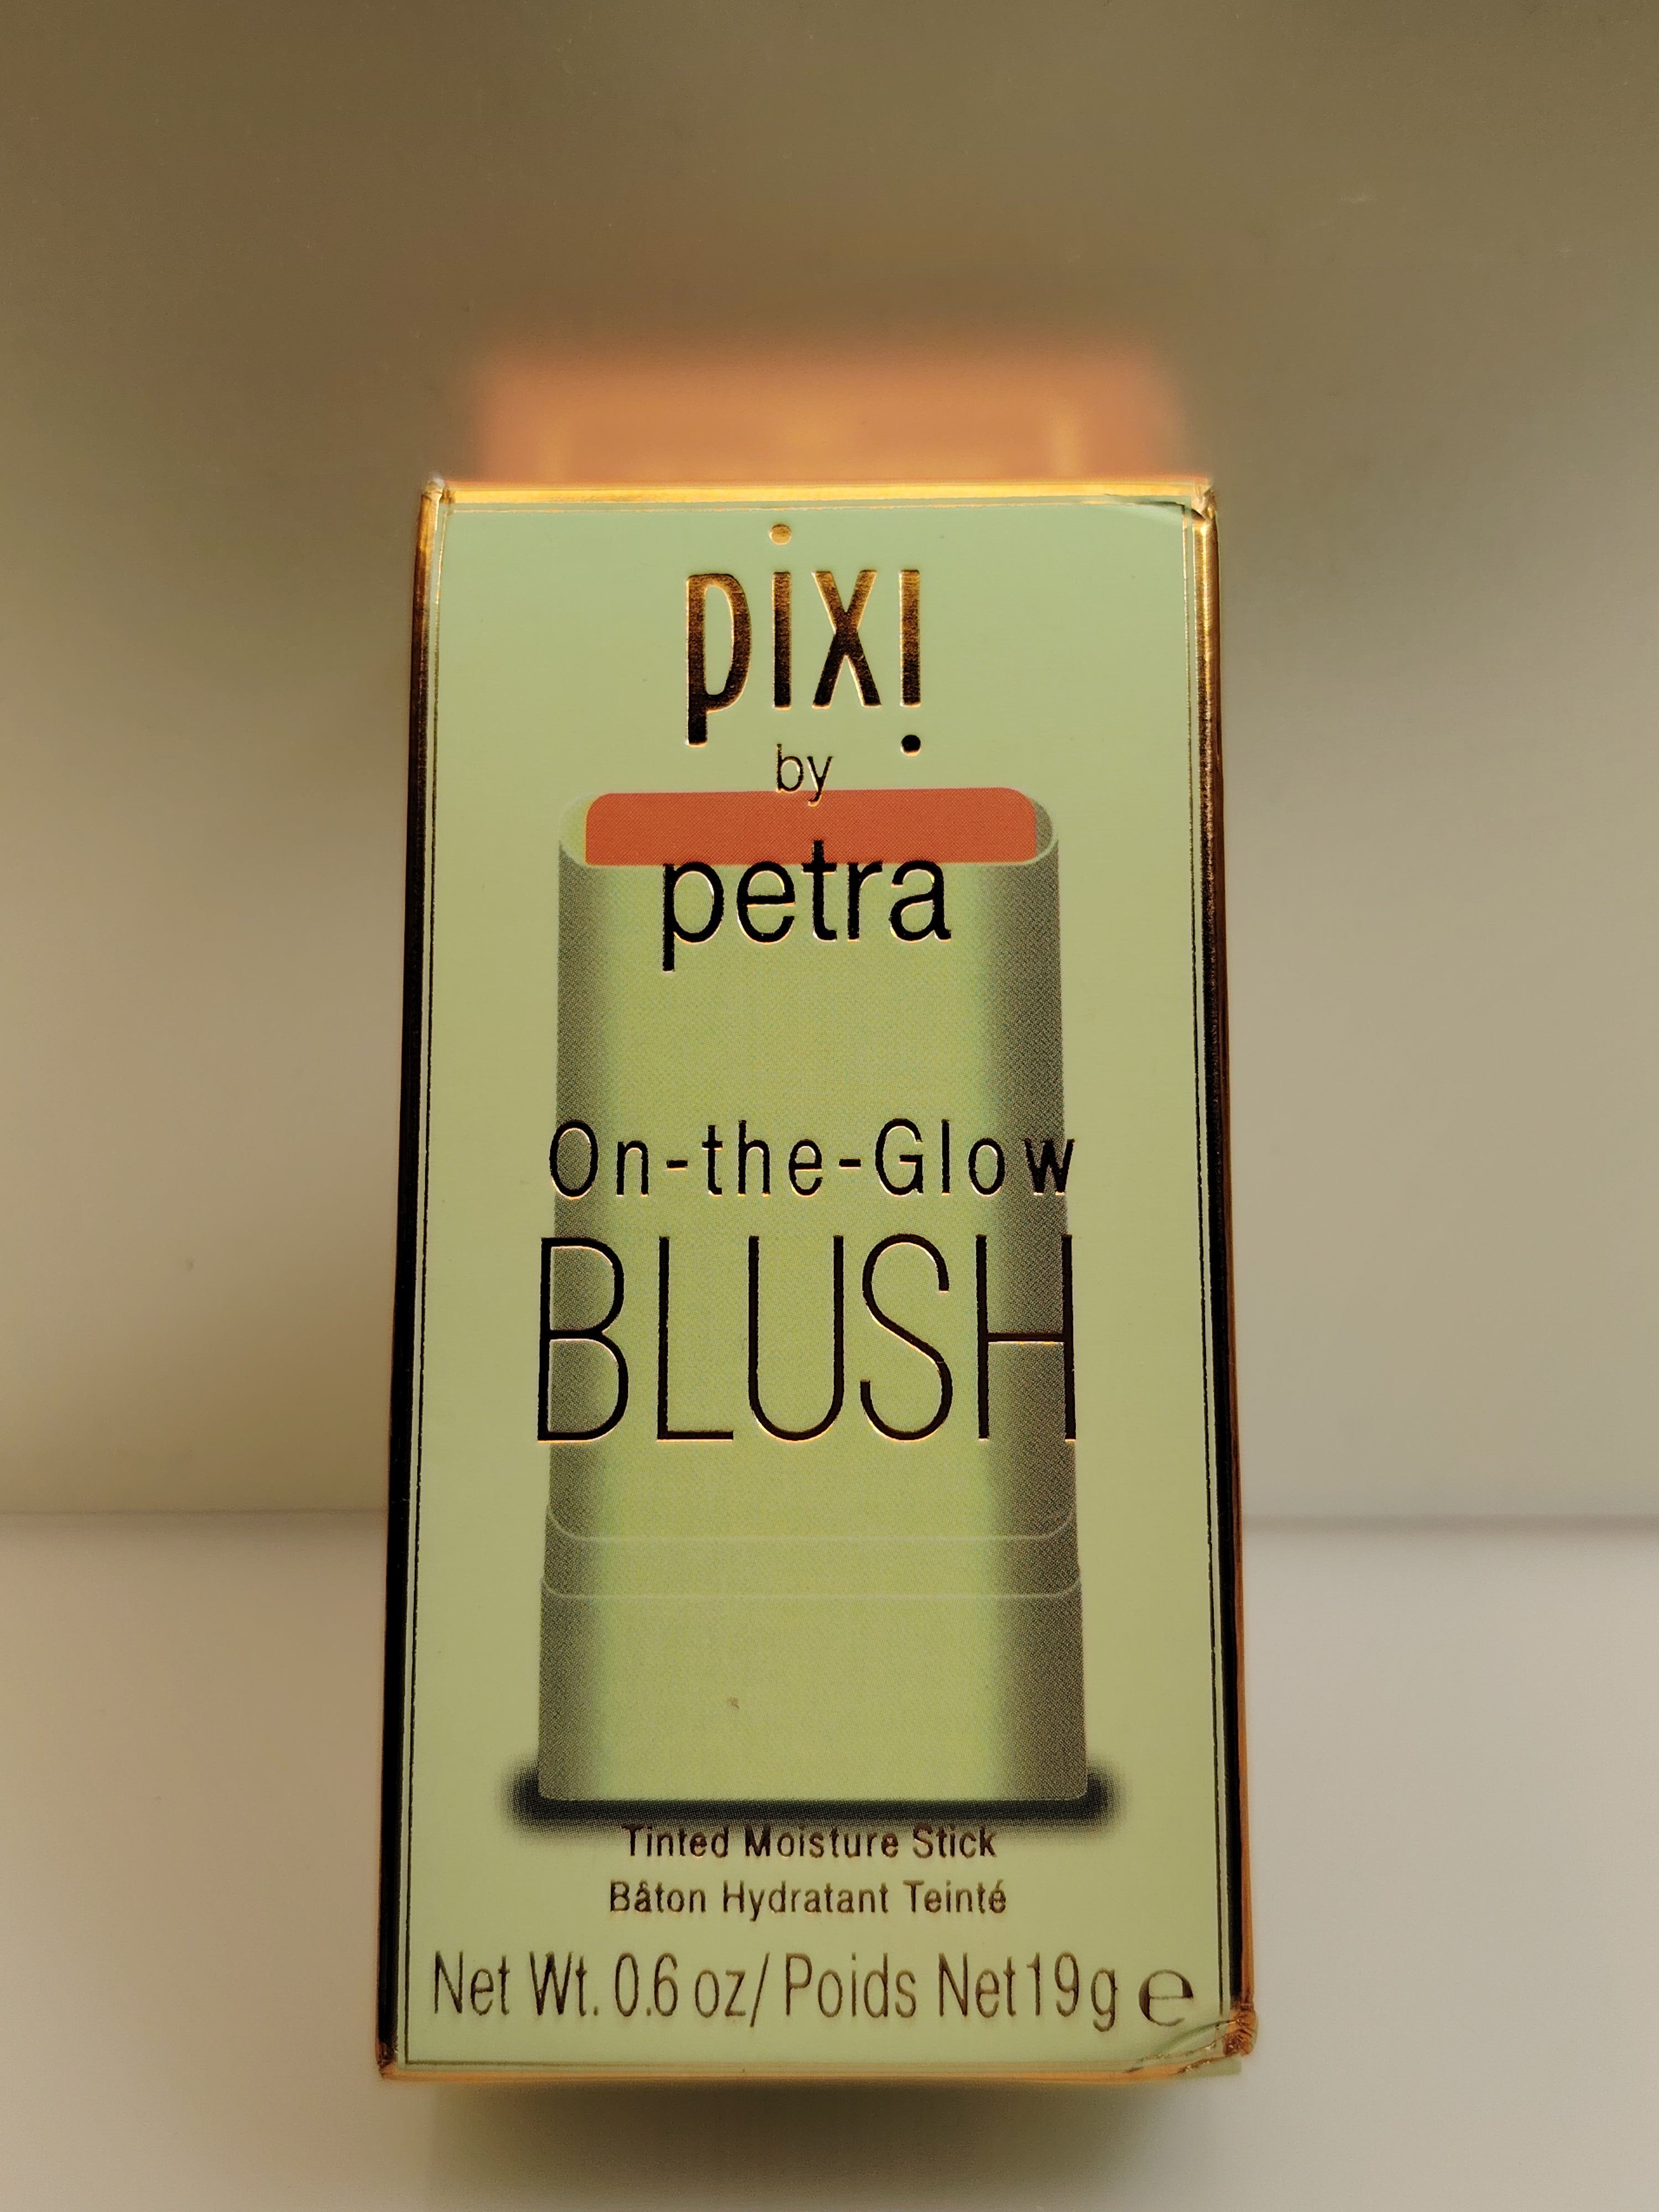 pixi
by
petra
On-the-Glow
BLUSH
Tinted Moisture Stick
Bâton Hydratant Teinté
Net Wt. 0.6 oz/ Poids Net 19g ℮